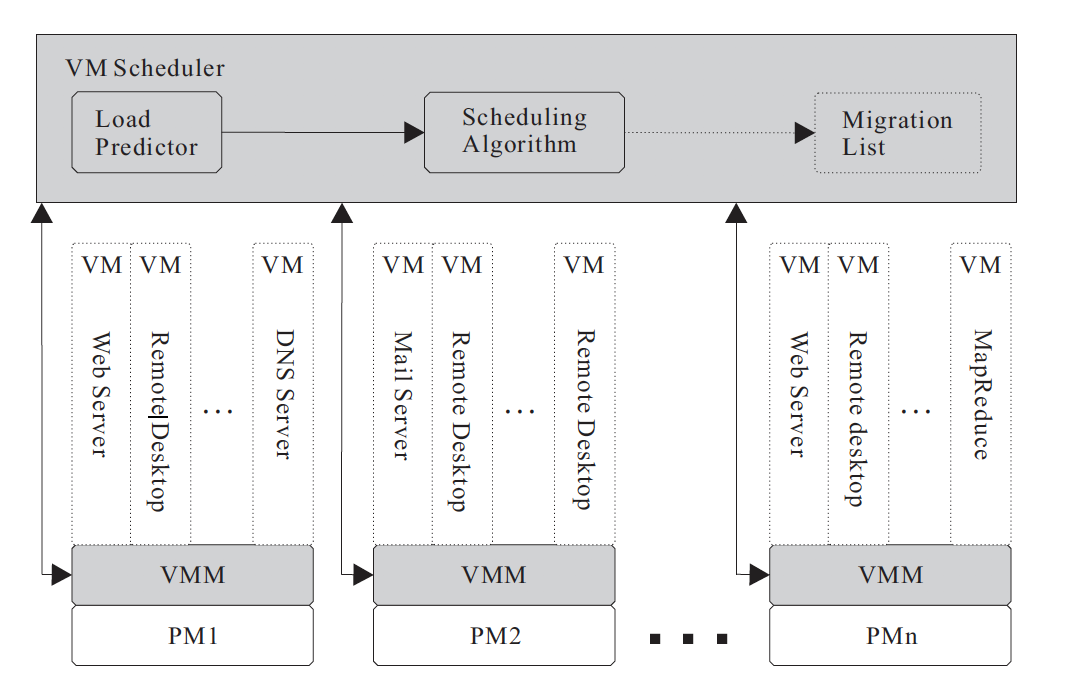 VM Scheduler
Load
Predictor
Scheduling
Algorithm
Migration
List
VM
VM
VM
Web Server
Remote|Desktop
...
DNS Server
VM
VM
VM
Mail Server
Remote Desktop
...
Remote Desktop
VM
VM
VM
Web Server
Remote desktop
...
MapReduce
VMM
VMM
VMM
PM1
PM2
...
PMn